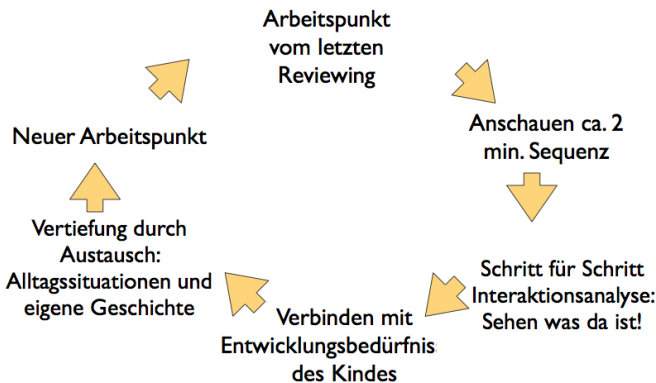 Arbeitspunkt
vom letzten
Reviewing
Anschauen ca. 2
min. Sequenz
Schritt für Schritt
Interaktionsanalyse:
Sehen was da ist!
Verbinden mit
Entwicklungsbedürfnis
des Kindes
Vertiefung durch
Austausch:
Alltagssituationen und
eigene Geschichte
Neuer Arbeitspunkt